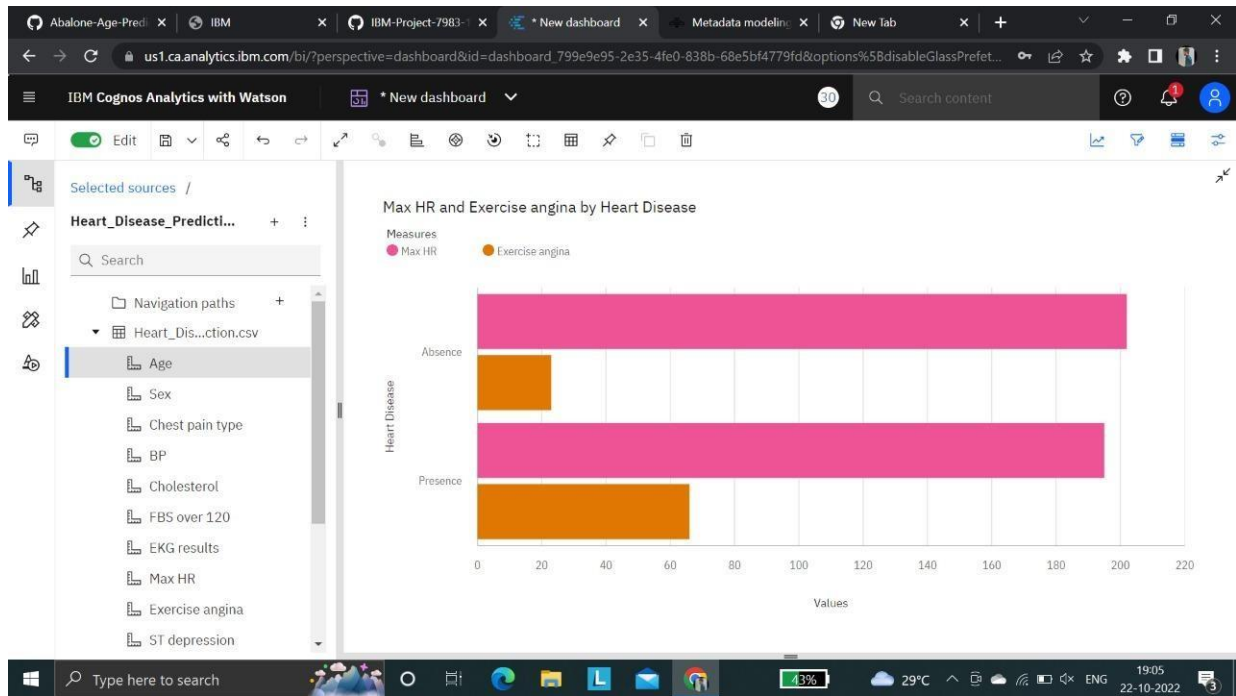 Abalone-Age-Predi
IBM
IBM-Project-7983-1
* New dashboard
Metadata modeling
New Tab
us1.ca.analytics.ibm.com/bi/?perspective=dashboard&id=dashboard_799e9e95-2e35-4fe0-838b-68e5bf4779fd&options%5BdisableGlassPrefet...
IBM Cognos Analytics with Watson
* New dashboard
30
Search content
1
Edit
Selected sources /
Heart_Disease_Predicti...
Search
Navigation paths
Heart_Dis...ction.csv
Age
Sex
Chest pain type
BP
Cholesterol
FBS over 120
EKG results
Max HR
Exercise angina
ST depression
Max HR and Exercise angina by Heart Disease
Measures
Max HR Exercise angina
Heart Disease
Absence
Presence
0 20 40 60 80 100 120 140 160 180 200 220
Values
Type here to search
L
43%
29°C
ENG
19:05
22-10-2022
3